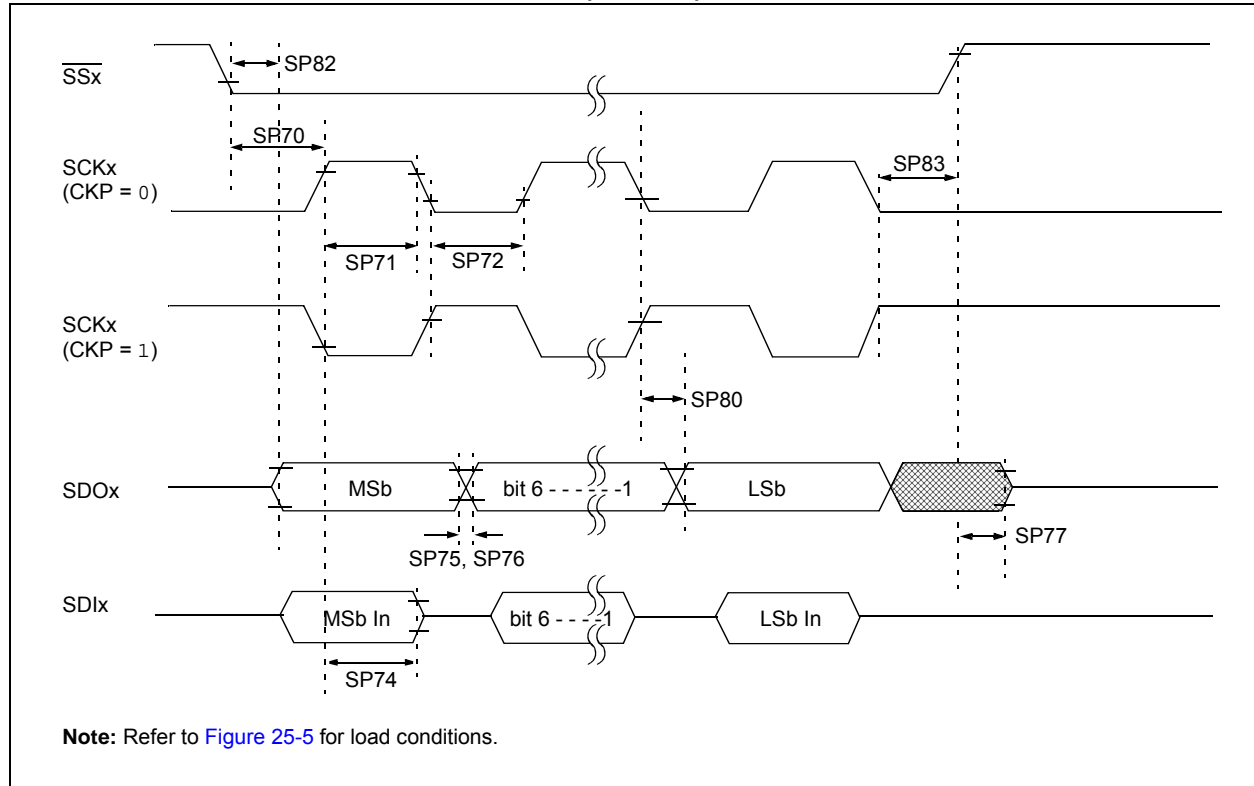 SSx
SP82
SP70
SCKx
(CKP = 0)
SP83
SP71
SP72
SCKx
(CKP = 1)
SP80
SDOx
MSb
bit 6 - - - - - -1
LSb
SP75, SP76
SP77
SDIx
MSb In
bit 6 - - - -1
LSb In
SP74
Note: Refer to Figure 25-5 for load conditions.